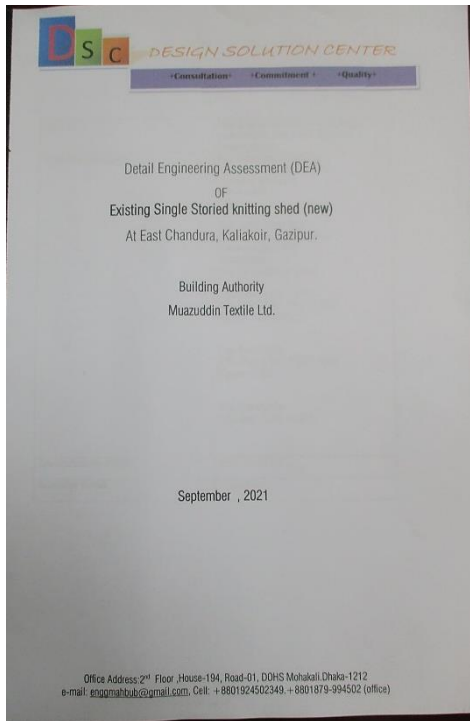 DSC
DESIGN SOLUTION CENTER
•Consultation• •Commitment • •Quality•
Detail Engineering Assessment (DEA)
OF
Existing Single Storied knitting shed (new)
At East Chandura, Kaliakoir, Gazipur.
Building Authority
Muazuddin Textile Ltd.
September , 2021
Office Address:2nd Floor ,House-194, Road-01, DOHS Mohakali.Dhaka-1212
e-mail: enggmahbub@gmail.com, Cell: +8801924502349.+8801879-994502 (office)